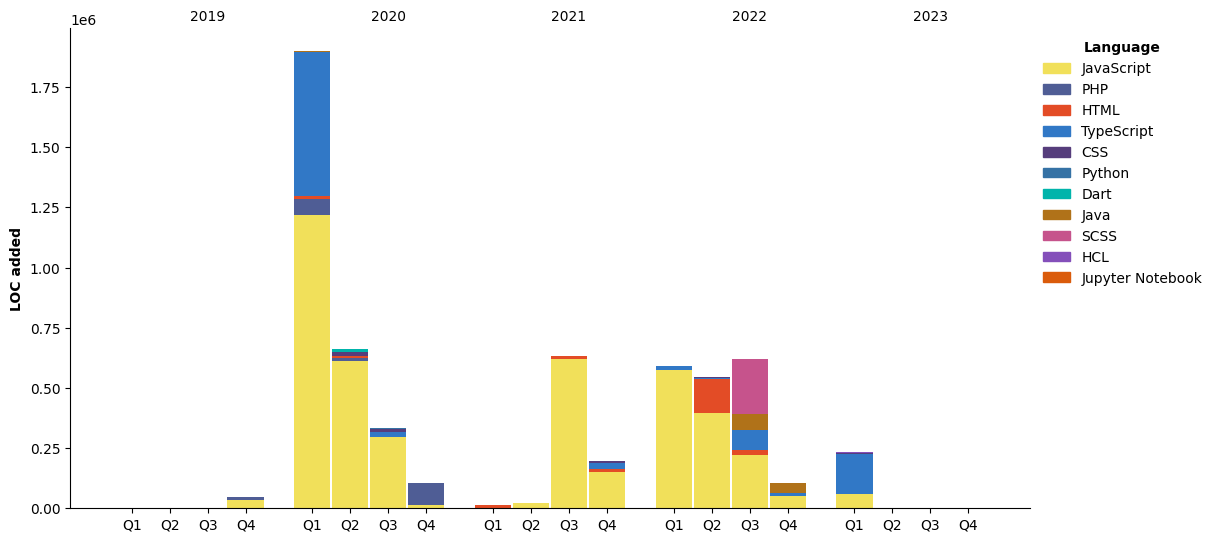 1e6
2019 2020 2021 2022 2023
LOC added
1.75
1.50
1.25
1.00
0.75
0.50
0.25
0.00
Q1 Q2 Q3 Q4 Q1 Q2 Q3 Q4 Q1 Q2 Q3 Q4 Q1 Q2 Q3 Q4 Q1 Q2 Q3 Q4
Language
JavaScript
PHP
HTML
TypeScript
CSS
Python
Dart
Java
SCSS
HCL
Jupyter Notebook